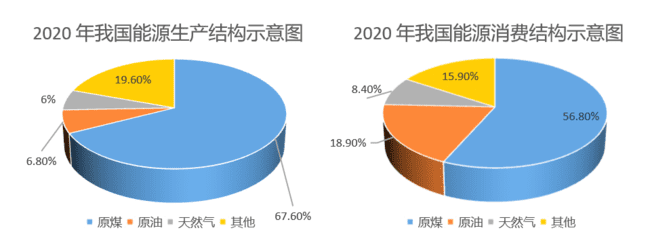 2020 年我国能源生产结构示意图
19.60%
6%
6.80%
67.60%
原煤 原油 天然气 其他
2020 年我国能源消费结构示意图
15.90%
8.40%
56.80%
18.90%
原煤 原油 天然气 其他